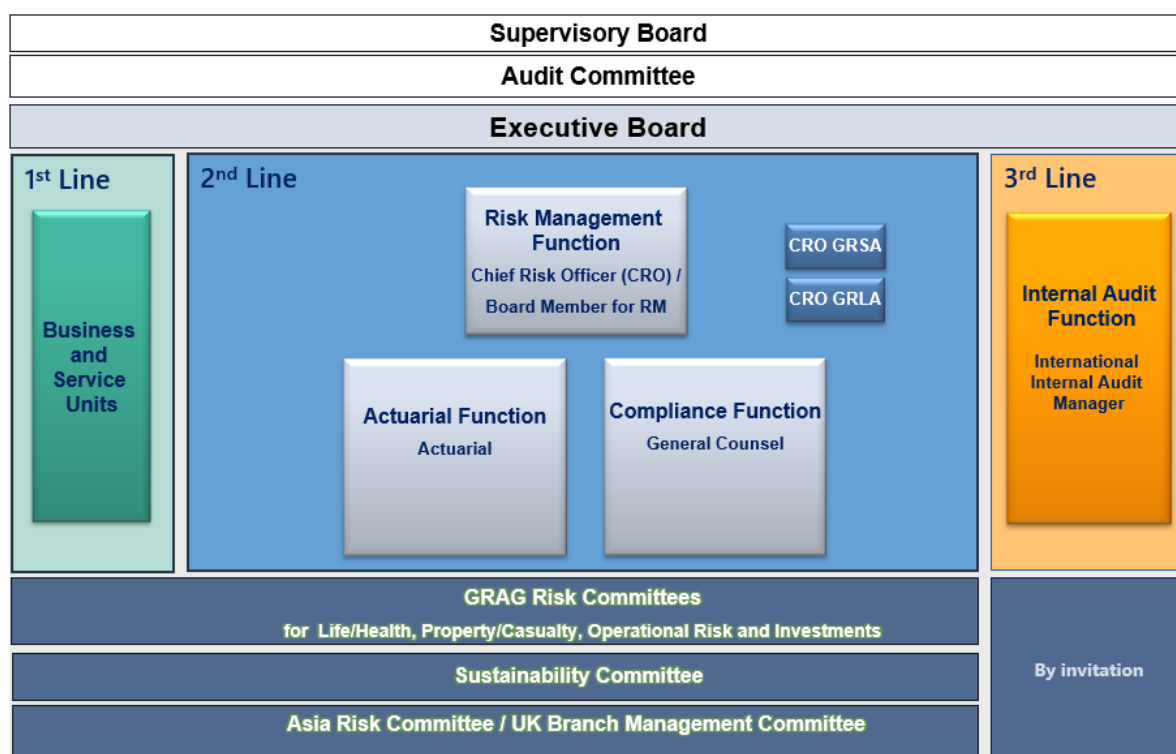 Supervisory Board
Audit Committee
Executive Board
1st Line
Business
and
Service
Units
2nd Line
Risk Management
Function
Chief Risk Officer (CRO) /
Board Member for RM
CRO GRSA
CRO GRLA
Actuarial Function
Actuarial
Compliance Function
General Counsel
3rd Line
Internal Audit
Function
International
Internal Audit
Manager
GRAG Risk Committees
for Life/Health, Property/Casualty, Operational Risk and Investments
Sustainability Committee
Asia Risk Committee / UK Branch Management Committee
By invitation